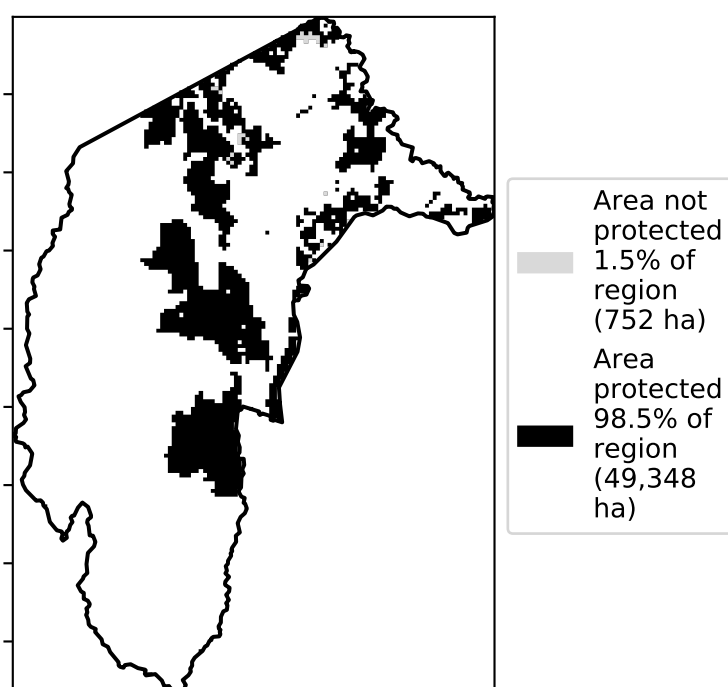 Area not
protected
1.5% of
region
(752 ha)
Area
protected
98.5% of
region
(49,348
ha)